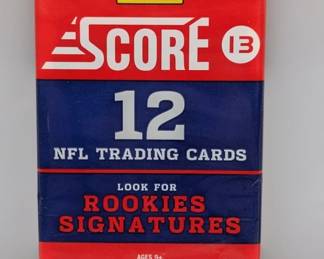 SCORE 13
12
NFL TRADING CARDS
LOOK FOR
ROOKIES
SIGNATURES
AGES 9+